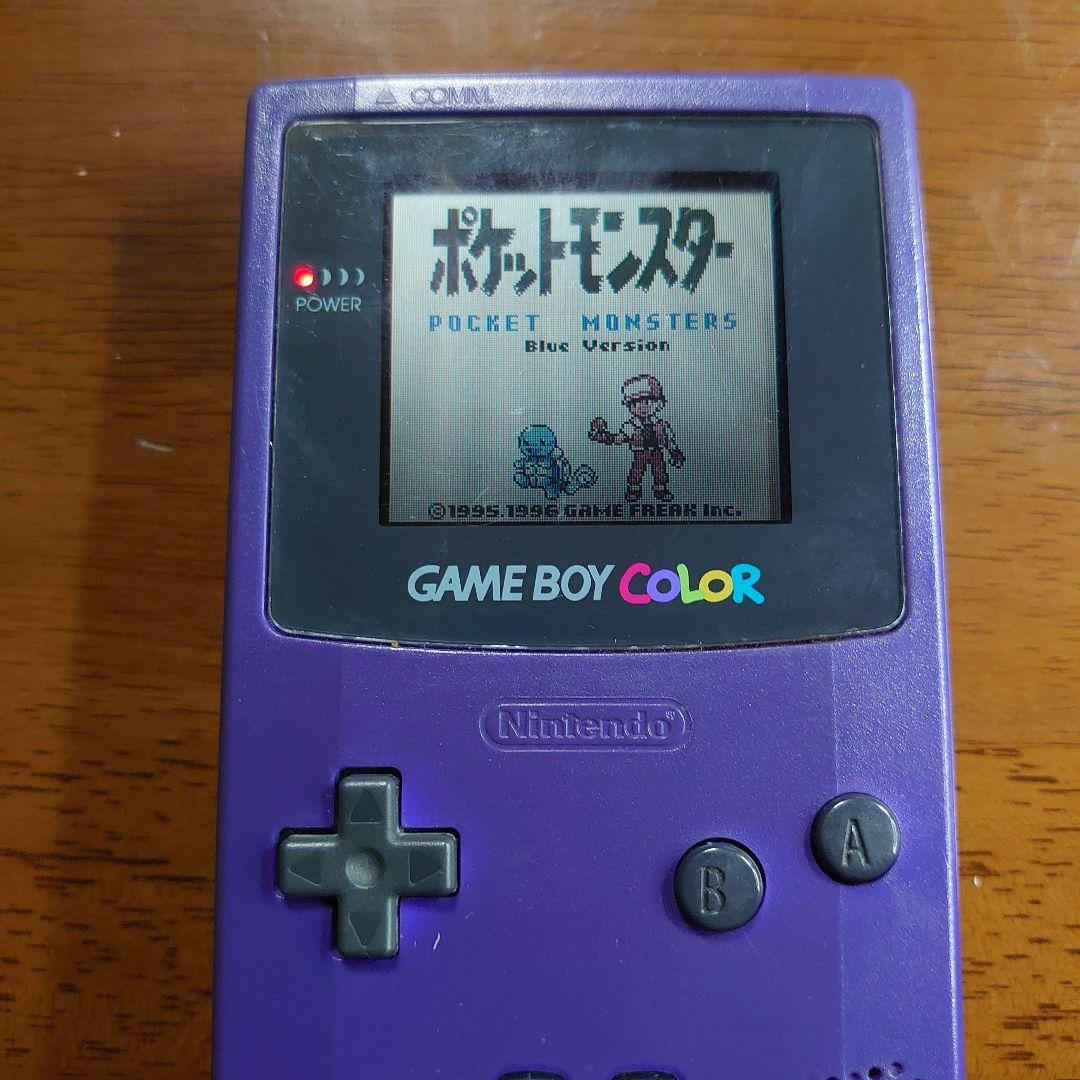 COMM.
ポケットモンスター
POWER
POCKET MONSTERS
Blue Version
©1995.1996 GAME FREAK Inc.
GAME BOY COLOR
Nintendo®
A
B